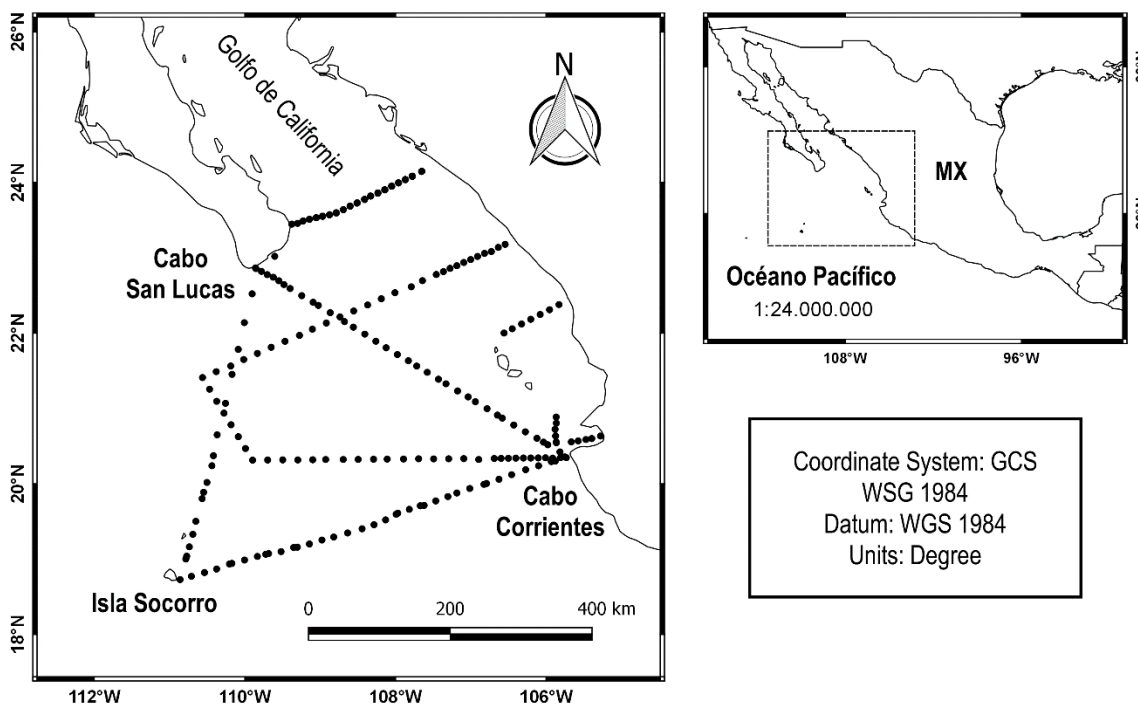 26°N
24°N
22°N
20°N
18°N
112°W
110°W
108°W
106°W
Golfo de California
N
Cabo
San Lucas
Cabo
Corrientes
Isla Socorro
0
200
400 km
MX
Océano Pacífico
1:24.000.000
108°W
96°W
Coordinate System: GCS
WSG 1984
Datum: WGS 1984
Units: Degree